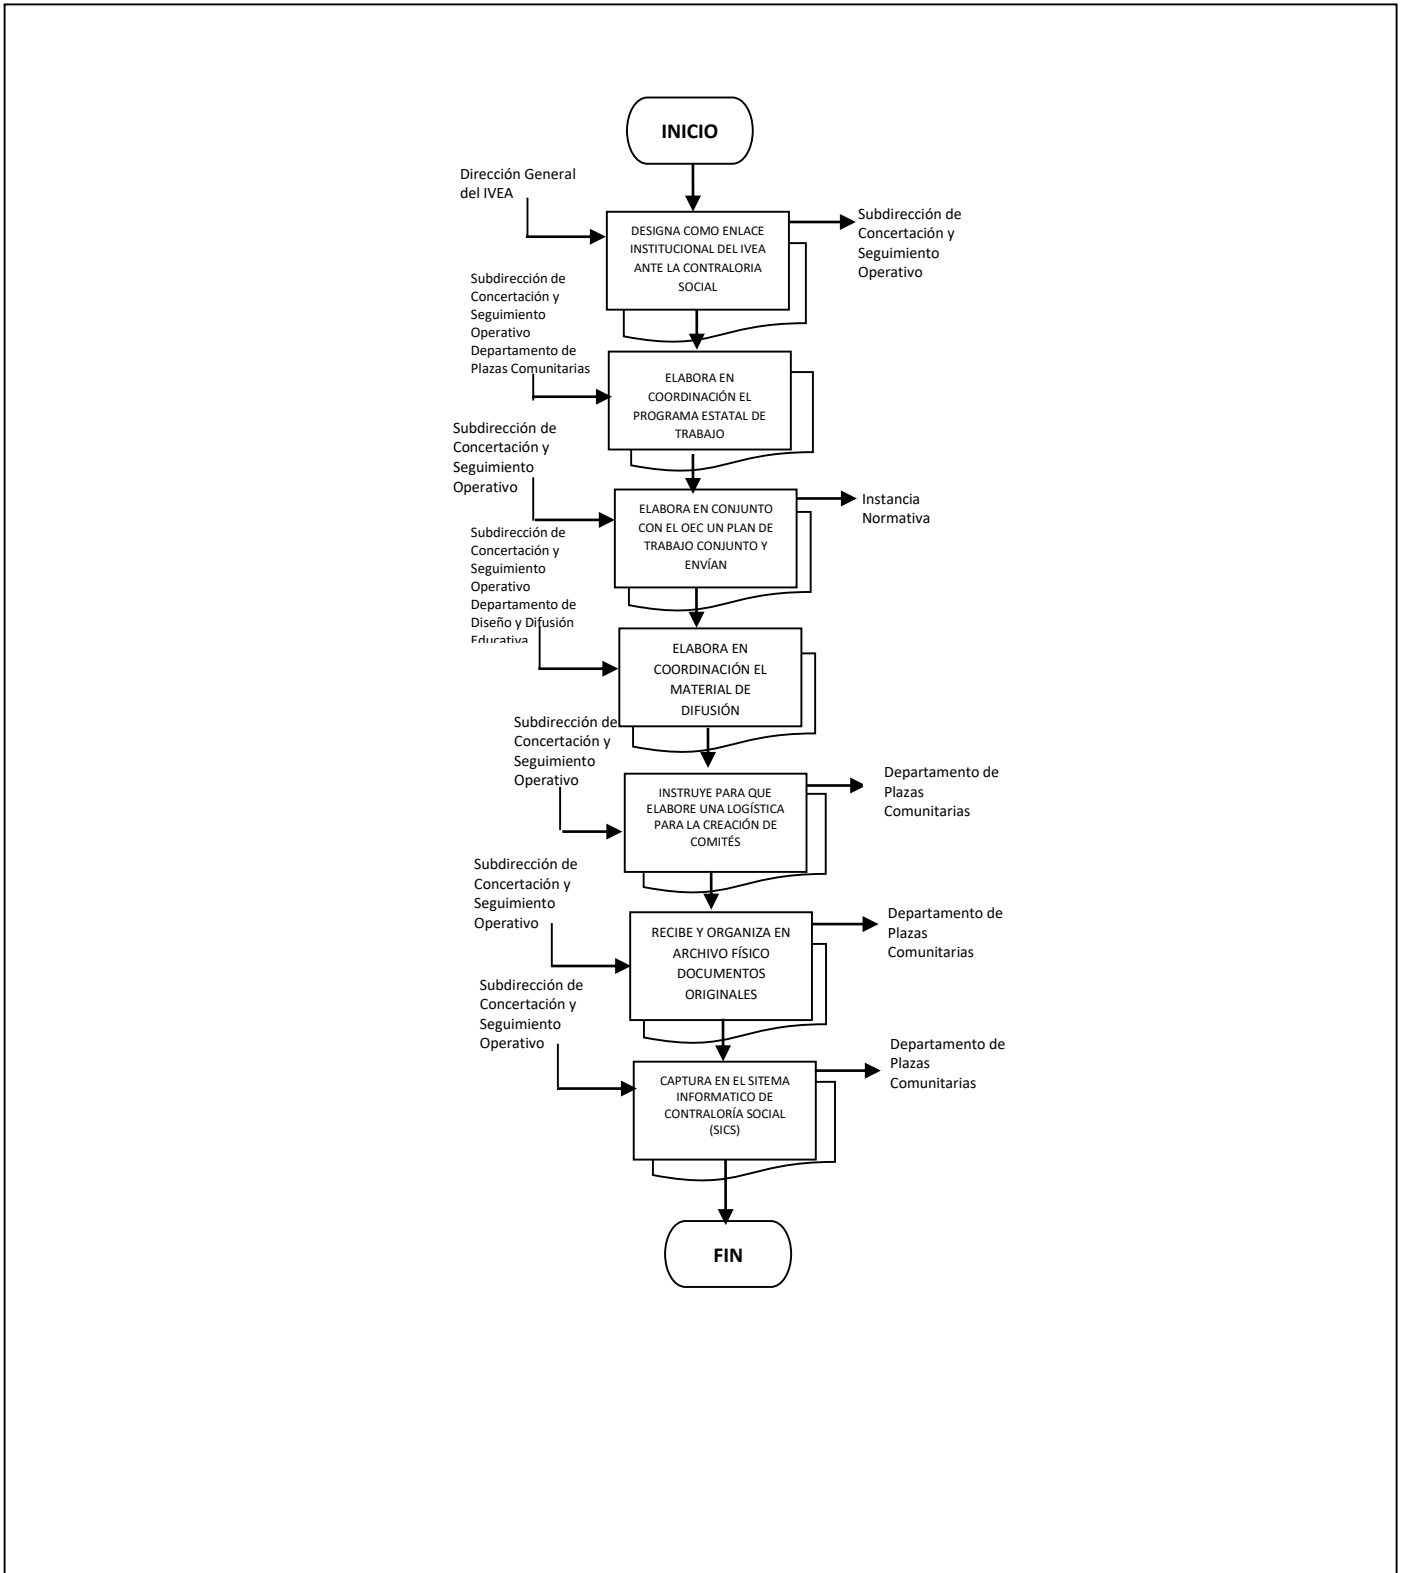 INICIO
Dirección General
del IVEA
DESIGNA COMO ENLACE
INSTITUCIONAL DEL IVEA
ANTE LA CONTRALORIA
SOCIAL
Subdirección de
Concertación y
Seguimiento
Operativo
Subdirección de
Concertación y
Seguimiento
Operativo
Departamento de
Plazas Comunitarias
ELABORA EN
COORDINACIÓN EL
PROGRAMA ESTATAL DE
TRABAJO
Subdirección de
Concertación y
Seguimiento
Operativo
ELABORA EN CONJUNTO
CON EL OEC UN PLAN DE
TRABAJO CONJUNTO Y
ENVÍAN
Instancia
Normativa
Subdirección de
Concertación y
Seguimiento
Operativo
Departamento de
Diseño y Difusión
Educativa
ELABORA EN
COORDINACIÓN EL
MATERIAL DE
DIFUSIÓN
Subdirección de
Concertación y
Seguimiento
Operativo
INSTRUYE PARA QUE
ELABORE UNA LOGÍSTICA
PARA LA CREACIÓN DE
COMITÉS
Departamento de
Plazas
Comunitarias
Subdirección de
Concertación y
Seguimiento
Operativo
RECIBE Y ORGANIZA EN
ARCHIVO FÍSICO
DOCUMENTOS
ORIGINALES
Departamento de
Plazas
Comunitarias
Subdirección de
Concertación y
Seguimiento
Operativo
CAPTURA EN EL SITEMA
INFORMATICO DE
CONTRALORÍA SOCIAL
(SICS)
Departamento de
Plazas
Comunitarias
FIN